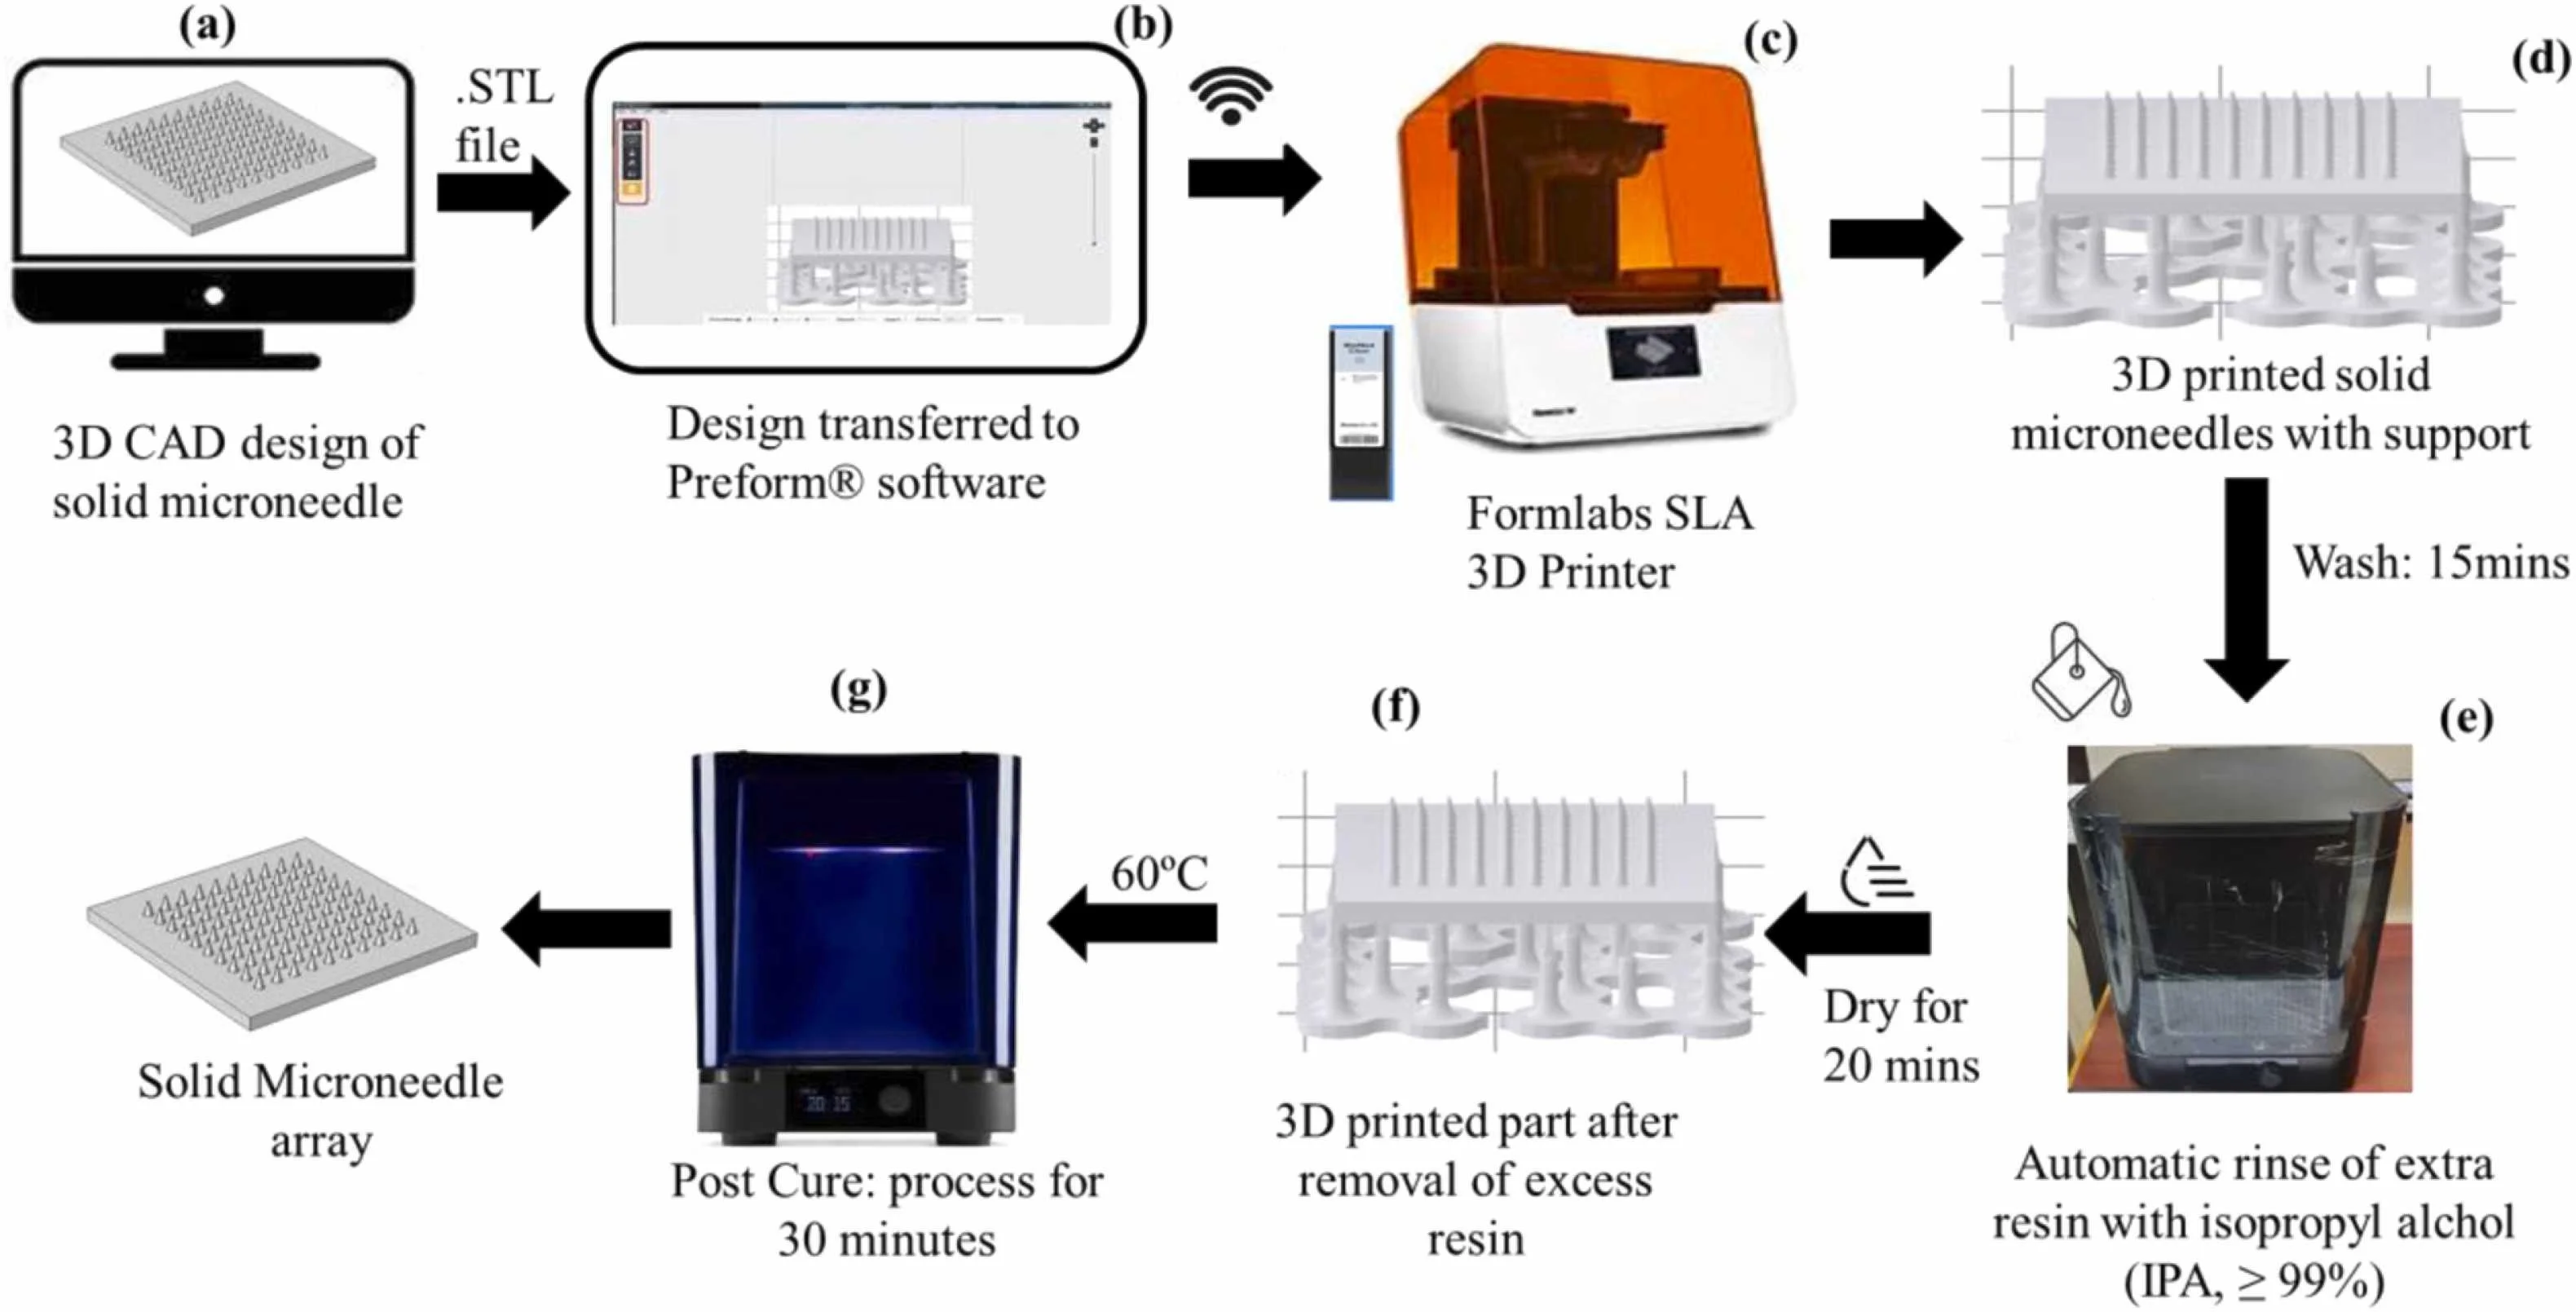 (a)
.STL
file
3D CAD design of
solid microneedle
(b)
Design transferred to
Preform® software
(c)
Formlabs SLA
3D Printer
(d)
3D printed solid
microneedles with support
Wash: 15mins
(e)
Automatic rinse of extra
resin with isopropyl alchol
(IPA, ≥ 99%)
Dry for
20 mins
(f)
3D printed part after
removal of excess
resin
60ºC
(g)
20:15
Post Cure: process for
30 minutes
Solid Microneedle
array